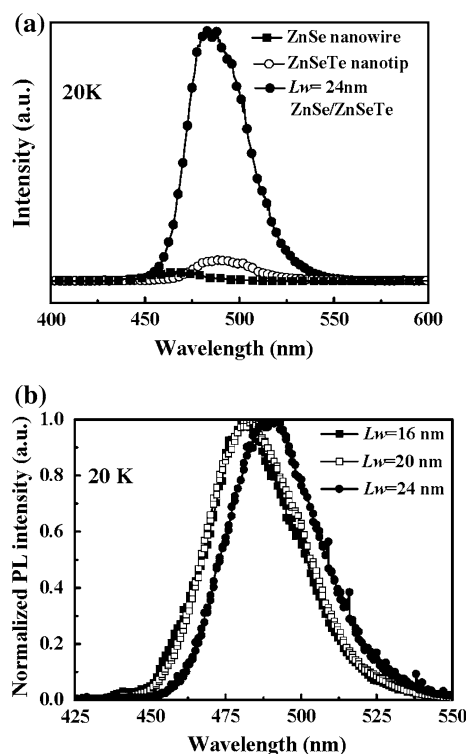 (a)
ZnSe nanowire
ZnSeTe nanotip
Lw= 24nm
ZnSe/ZnSeTe
20K
Intensity (a.u.)
400 450 500 550 600
Wavelength (nm)
(b)
1.0
0.8
0.6
0.4
0.2
0.0
20 K
Lw=16 nm
Lw=20 nm
Lw=24 nm
Normalized PL intensity (a.u.)
425 450 475 500 525 550
Wavelength (nm)